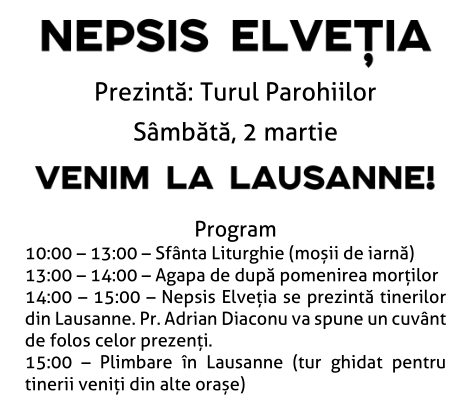 NEPSIS ELVEȚIA
Prezintă: Turul Parohiilor
Sâmbătă, 2 martie
VENIM LA LAUSANNE!
Program
10:00 – 13:00 – Sfânta Liturghie (moșii de iarnă)
13:00 – 14:00 – Agapa de după pomenirea morților
14:00 – 15:00 – Nepsis Elveția se prezintă tinerilor
din Lausanne. Pr. Adrian Diaconu va spune un cuvânt
de folos celor prezenți.
15:00 – Plimbare în Lausanne (tur ghidat pentru
tinerii veniți din alte orașe)